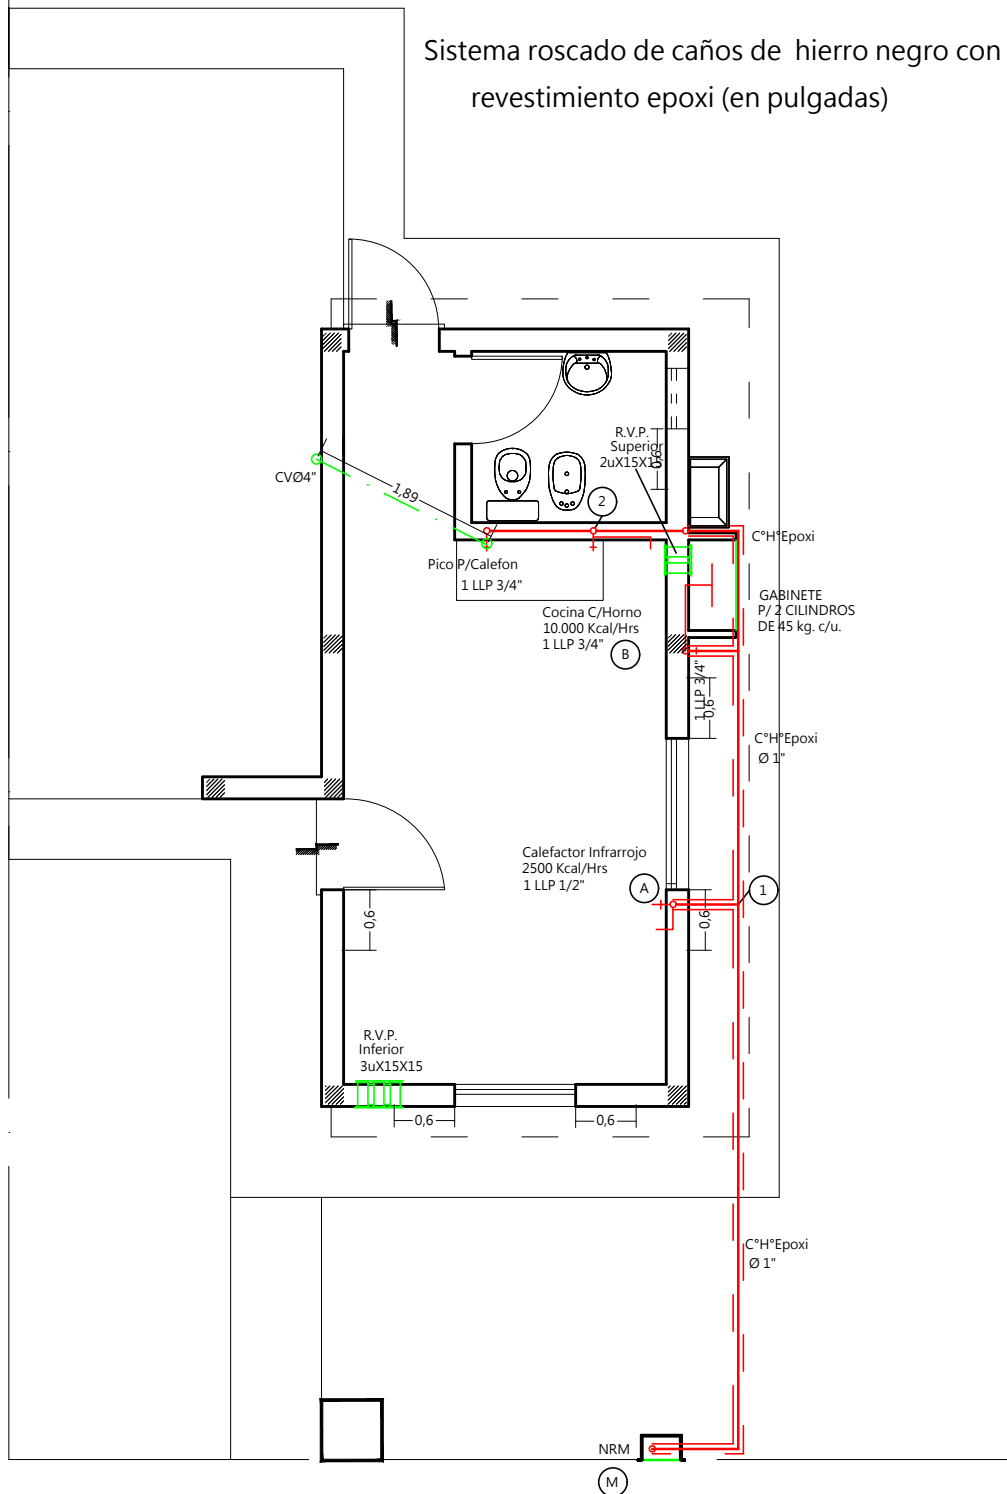 Sistema roscado de caños de hierro negro con
revestimiento epoxi (en pulgadas)
R.V.P.
Superior
2uX15X15
0,6
CVØ4"
1,89
2
C°H°Epoxi
Pico P/Calefon
1 LLP 3/4"
GABINETE
P/ 2 CILINDROS
DE 45 kg. c/u.
Cocina C/Horno
10.000 Kcal/Hrs
1 LLP 3/4"
B
1 LLP 3/4"
0,6
C°H°Epoxi
Ø 1"
Calefactor Infrarrojo
2500 Kcal/Hrs
1 LLP 1/2"
A
1
0,6
0,6
R.V.P.
Inferior
3uX15X15
0,6
0,6
C°H°Epoxi
Ø 1"
NRM
M